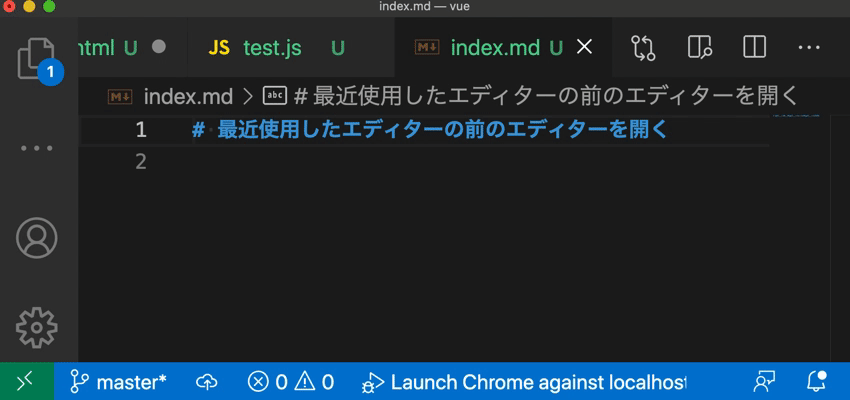 index.md — vue
html U
JS test.js U
M↓ index.md U
1
M↓ index.md > abc # 最近使用したエディターの前のエディターを開く
1 # 最近使用したエディターの前のエディターを開く
2
master* 0 0 Launch Chrome against localhost